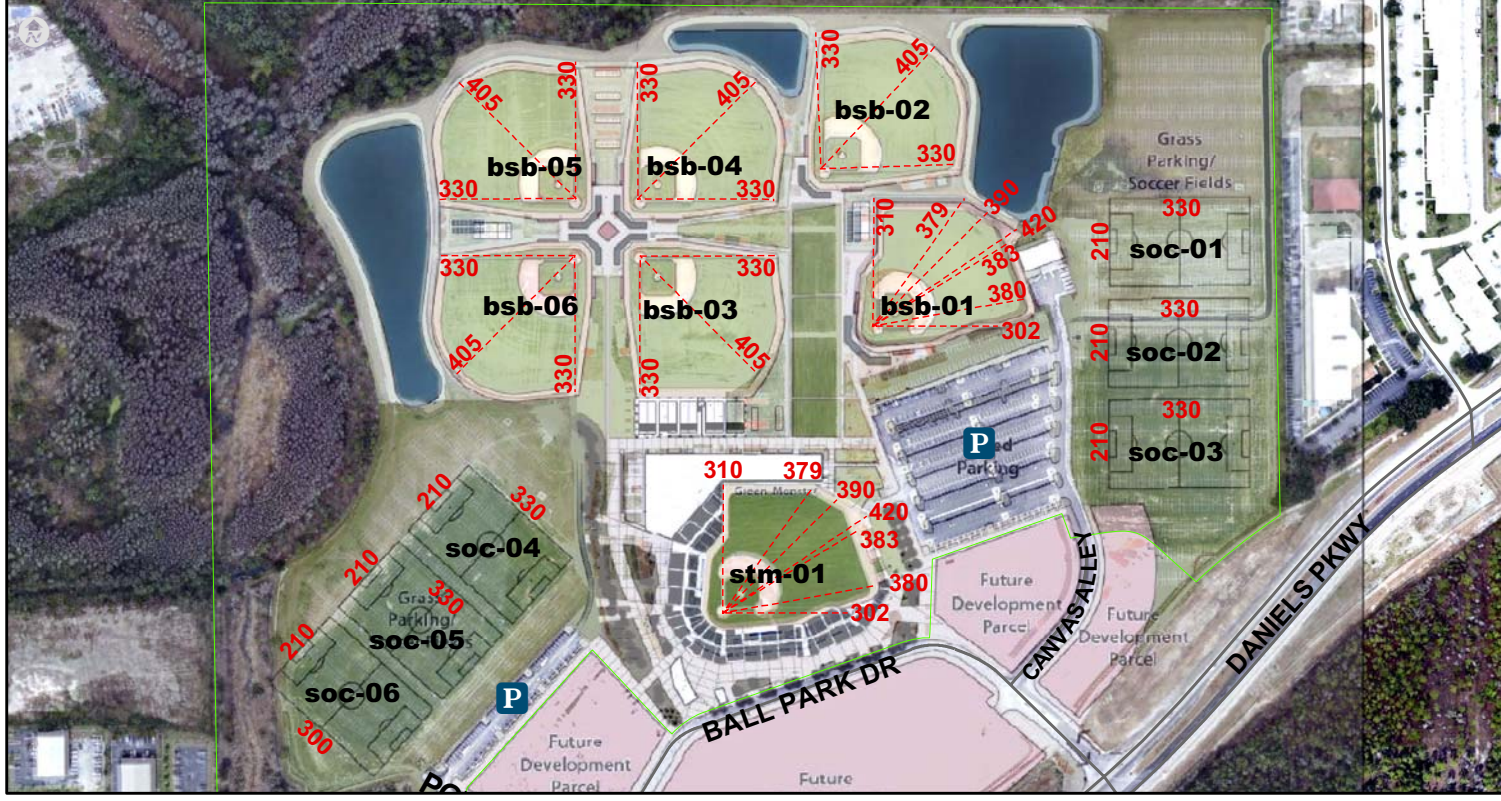 330
405
bsb-02
330
405
330
bsb-05
330
330
405
bsb-04
330
Grass
Parking/
Soccer Fields
330
210
soc-01
310
379
390
420
383
380
bsb-01
302
330
bsb-06
405
330
330
bsb-03
405
330
330
210
soc-02
330
210
soc-03
P
Parking
310
379
390
420
383
380
302
stm-01
210
330
soc-04
210
330
soc-05
210
soc-06
300
P
Future
Development
Parcel
Future
Development
Parcel
Future
Development
Parcel
Future
CANVAS ALLEY
DANIELS PKWY
BALL PARK DR